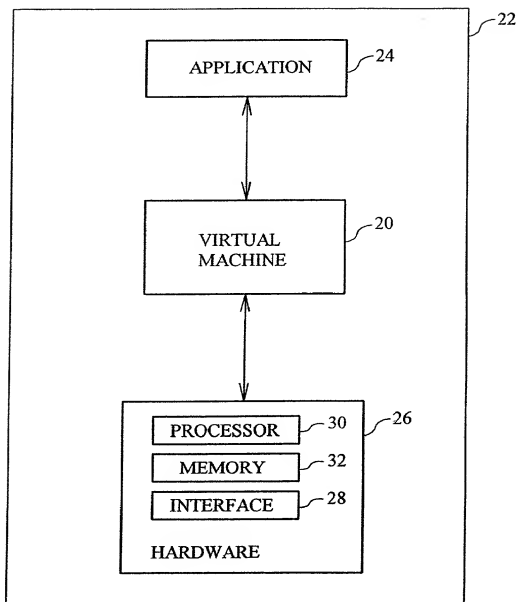 22
APPLICATION
24
VIRTUAL
MACHINE
20
PROCESSOR
30
26
MEMORY
32
INTERFACE
28
HARDWARE